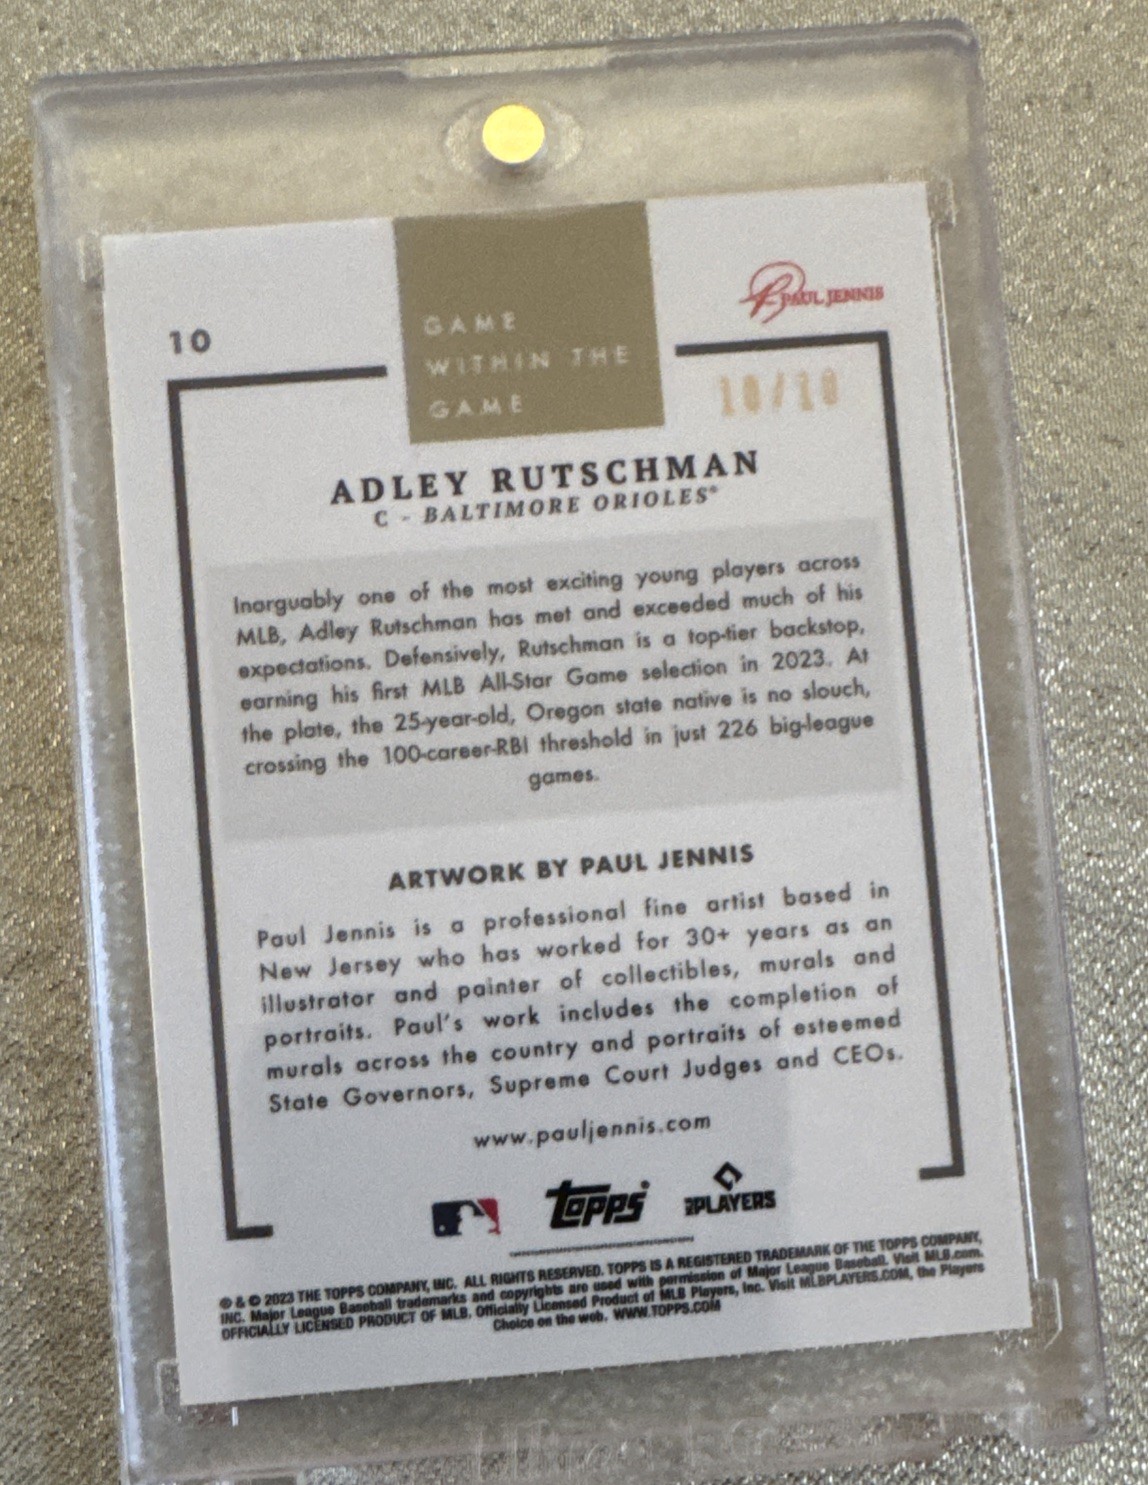 10
GAME
WITHIN THE
GAME
PAUL JENNIS
10/10
ADLEY RUTSCHMAN
C - BALTIMORE ORIOLES®
Inarguably one of the most exciting young players across
MLB, Adley Rutschman has met and exceeded much of his
expectations. Defensively, Rutschman is a top-tier backstop,
earning his first MLB All-Star Game selection in 2023. At
the plate, the 25-year-old, Oregon state native is no slouch,
crossing the 100-career-RBI threshold in just 226 big-league
games.
ARTWORK BY PAUL JENNIS
Paul Jennis is a professional fine artist based in
New Jersey who has worked for 30+ years as an
illustrator and painter of collectibles, murals and
portraits. Paul's work includes the completion of
murals across the country and portraits of esteemed
State Governors, Supreme Court Judges and CEOs.
www.pauljennis.com
topps PLAYERS
® & © 2023 THE TOPPS COMPANY, INC. ALL RIGHTS RESERVED. TOPPS IS A REGISTERED TRADEMARK OF THE TOPPS COMPANY,
INC. Major League Baseball trademarks and copyrights are used with permission of Major League Baseball. Visit MLB.com.
OFFICIALLY LICENSED PRODUCT OF MLB. Officially Licensed Product of MLB Players, Inc. Visit MLBPLAYERS.COM, the Players
Choice on the web. WWW.TOPPS.COM